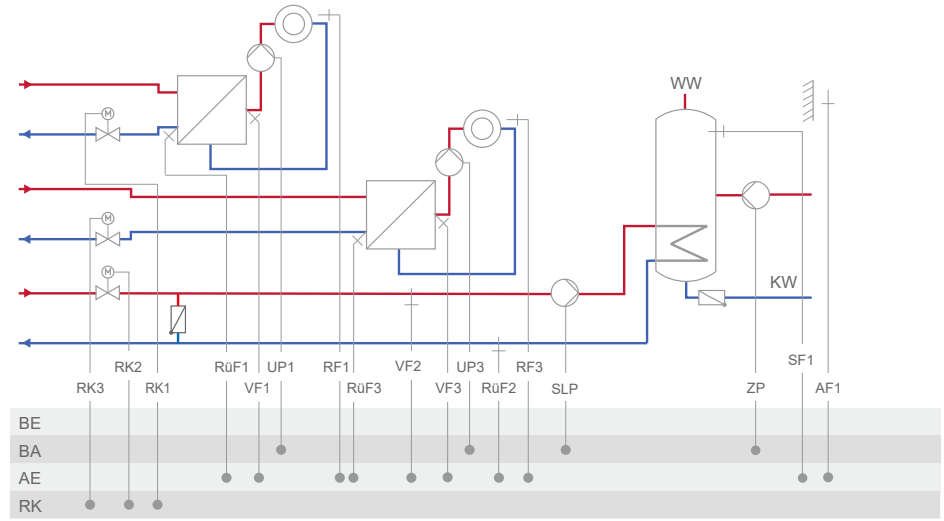 WW
M
M
M
KW
RK2 RüF1 UP1 RF1 VF2 UP3 RF3 SF1
RK3 RK1 VF1 RüF3 VF3 RüF2 SLP ZP AF1
BE
BA
AE
RK